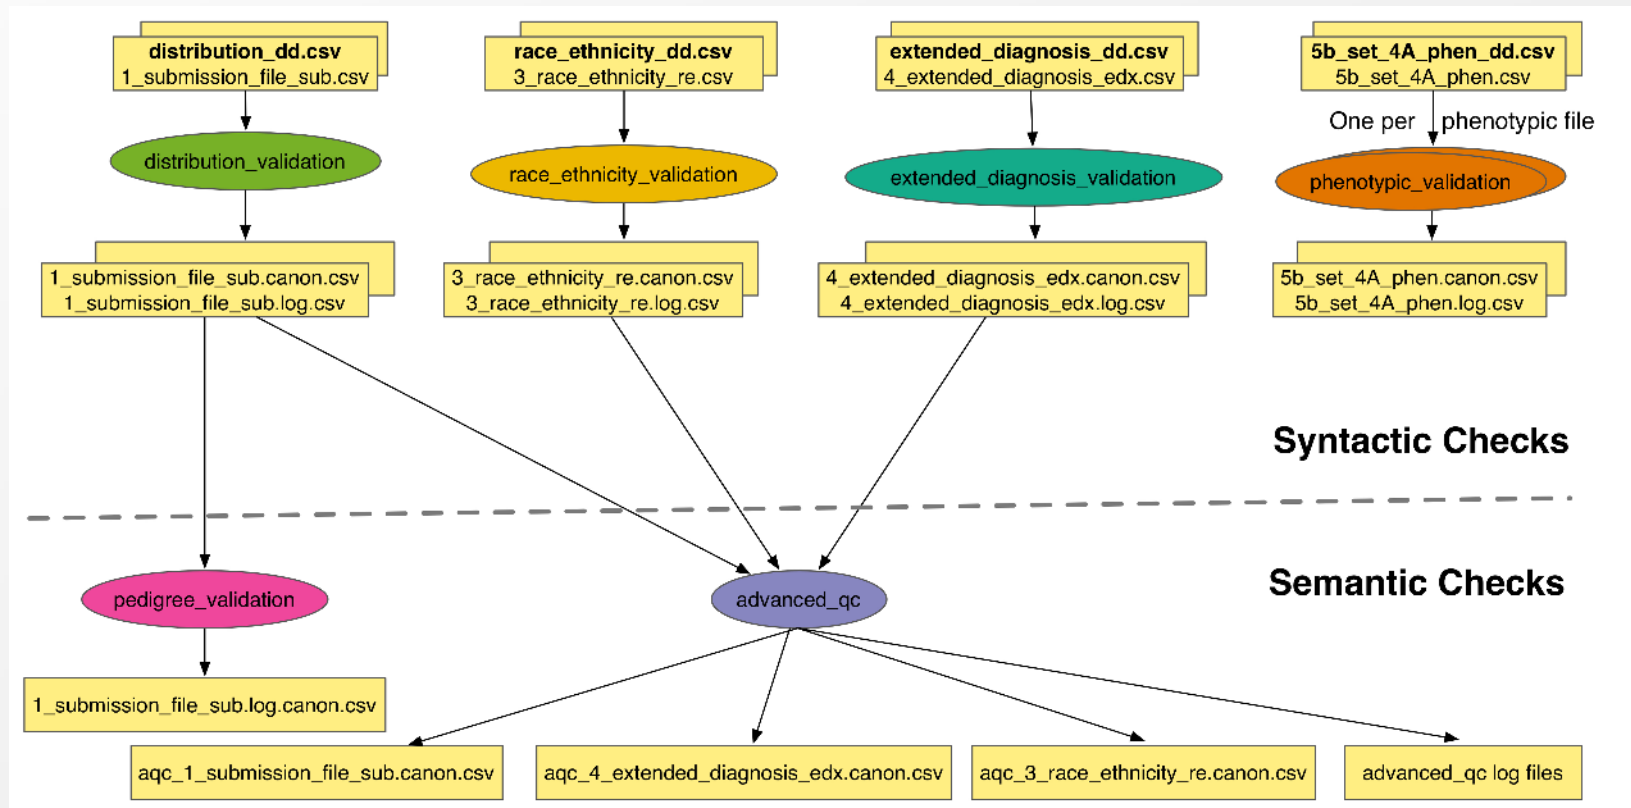 distribution_dd.csv
1_submission_file_sub.csv
race_ethnicity_dd.csv
3_race_ethnicity_re.csv
extended_diagnosis_dd.csv
4_extended_diagnosis_edx.csv
5b_set_4A_phen_dd.csv
5b_set_4A_phen.csv
One per phenotypic file
distribution_validation
race_ethnicity_validation
extended_diagnosis_validation
phenotypic_validation
1_submission_file_sub.canon.csv
1_submission_file_sub.log.csv
3_race_ethnicity_re.canon.csv
3_race_ethnicity_re.log.csv
4_extended_diagnosis_edx.canon.csv
4_extended_diagnosis_edx.log.csv
5b_set_4A_phen.canon.csv
5b_set_4A_phen.log.csv
Syntactic Checks
Semantic Checks
pedigree_validation
advanced_qc
1_submission_file_sub.log.canon.csv
aqc_1_submission_file_sub.canon.csv
aqc_4_extended_diagnosis_edx.canon.csv
aqc_3_race_ethnicity_re.canon.csv
advanced_qc log files